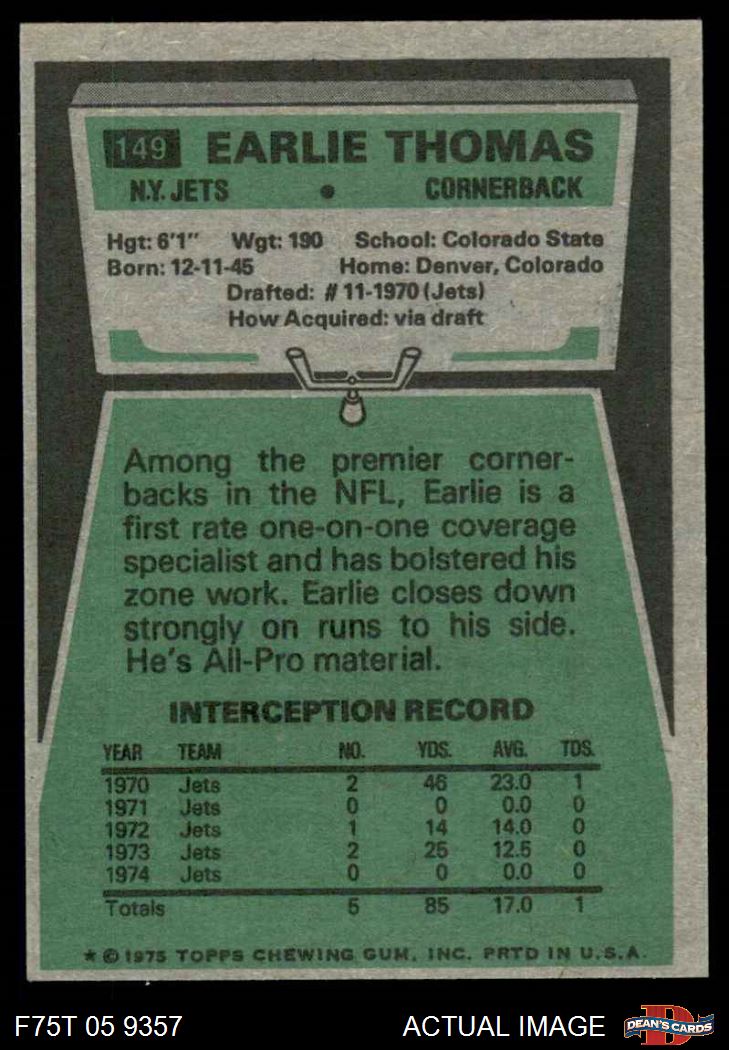 149 EARLIE THOMAS
N.Y. JETS • CORNERBACK
Hgt: 6'1" Wgt: 190 School: Colorado State
Born: 12-11-45 Home: Denver, Colorado
Drafted: # 11-1970 (Jets)
How Acquired: via draft
Among the premier corner-
backs in the NFL, Earlie is a
first rate one-on-one coverage
specialist and has bolstered his
zone work. Earlie closes down
strongly on runs to his side.
He's All-Pro material.
INTERCEPTION RECORD
YEAR TEAM NO. YDS. AVG. TDS.
1970 Jets 2 46 23.0 1
1971 Jets 0 0 0.0 0
1972 Jets 1 14 14.0 0
1973 Jets 2 25 12.5 0
1974 Jets 0 0 0.0 0
Totals 5 85 17.0 1
* © 1975 TOPPS CHEWING GUM, INC. PRTD IN U.S.A.
F75T 05 9357 ACTUAL IMAGE DEAN'S CARDS